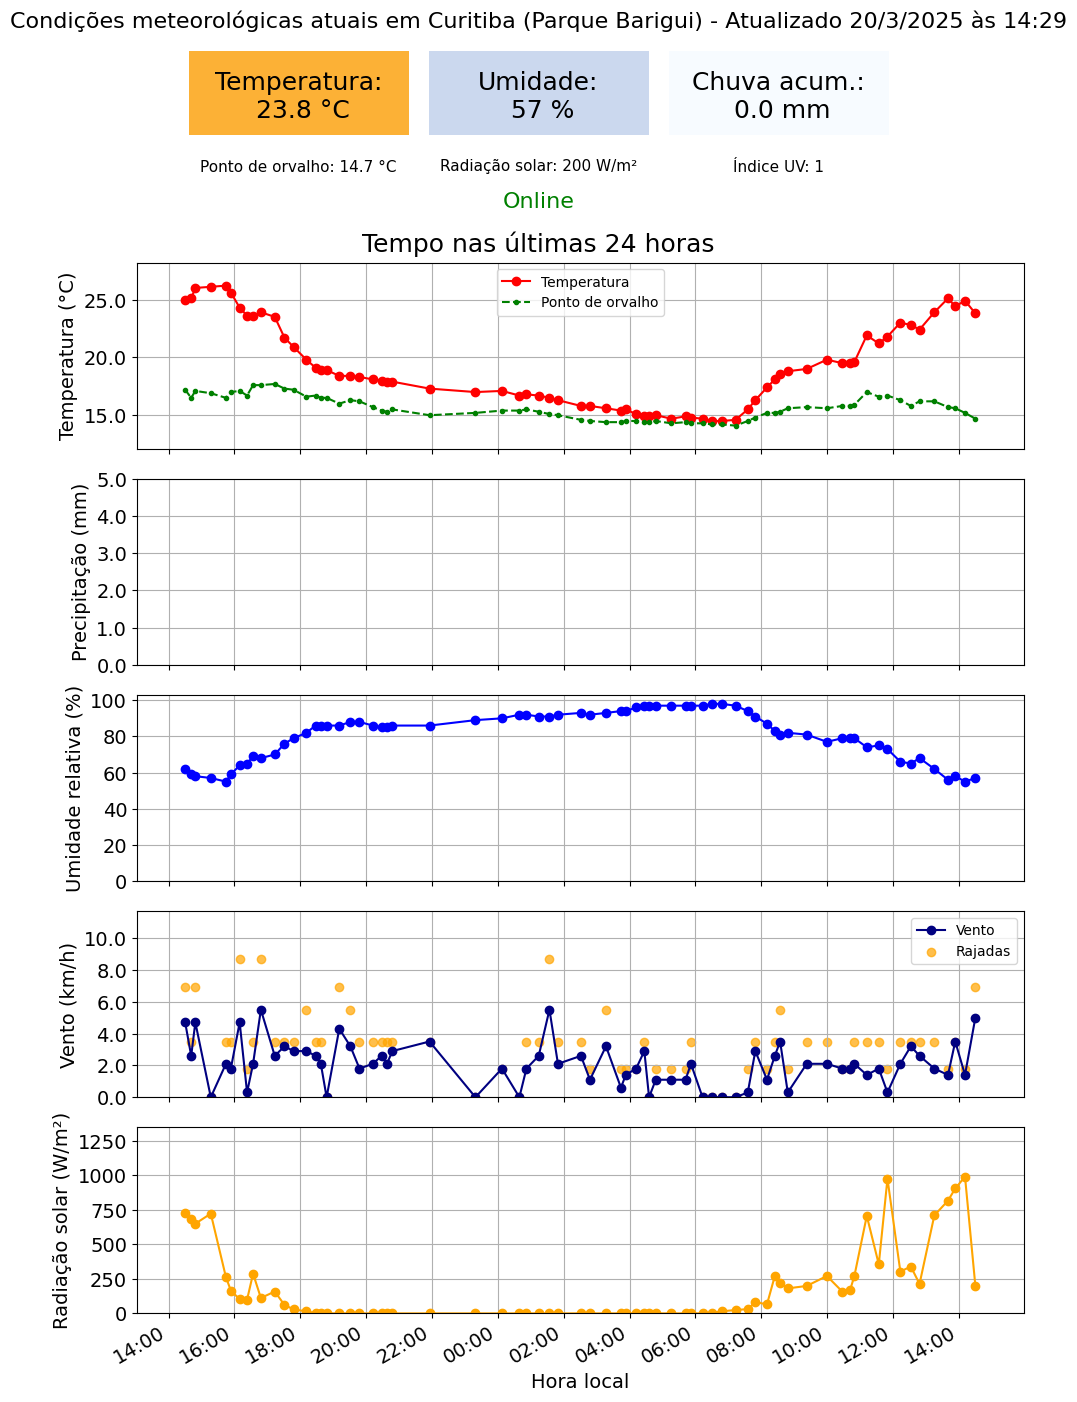 Condições meteorológicas atuais em Curitiba (Parque Barigui) - Atualizado 20/3/2025 às 14:29
Temperatura:
23.8 °C
Umidade:
57 %
Chuva acum.:
0.0 mm
Ponto de orvalho: 14.7 °C
Radiação solar: 200 W/m²
Índice UV: 1
Online
Tempo nas últimas 24 horas
Temperatura (°C)
25.0
20.0
15.0
Temperatura
Ponto de orvalho
Precipitação (mm)
5.0
4.0
3.0
2.0
1.0
0.0
Umidade relativa (%)
100
80
60
40
20
0
Vento (km/h)
10.0
8.0
6.0
4.0
2.0
0.0
Vento
Rajadas
Radiação solar (W/m²)
1250
1000
750
500
250
0
14:00
16:00
18:00
20:00
22:00
00:00
02:00
04:00
06:00
08:00
10:00
12:00
14:00
Hora local